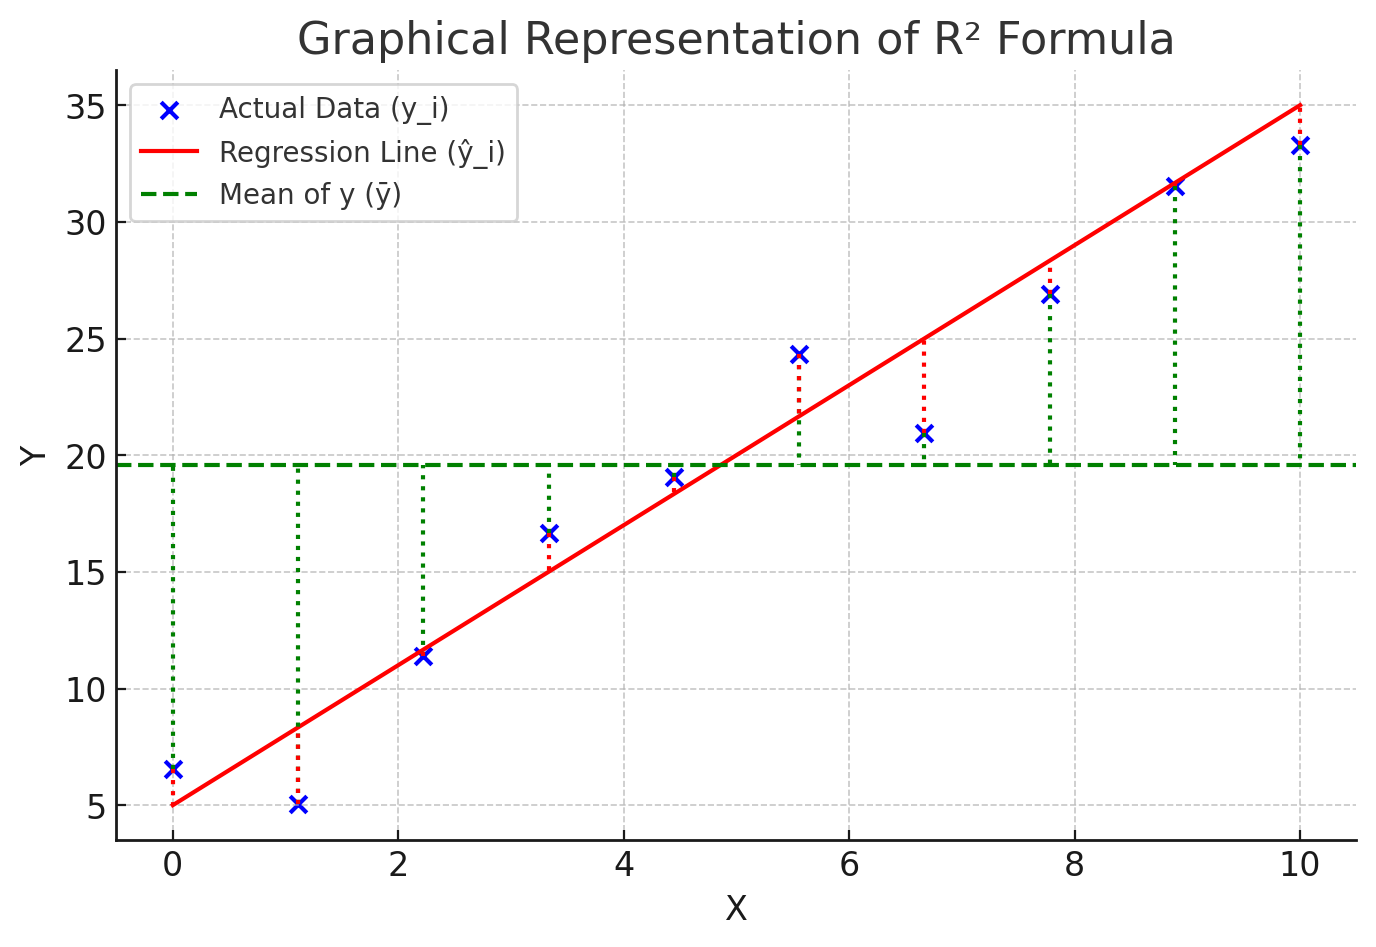 Graphical Representation of R² Formula
Actual Data (y_i)
Regression Line (ŷ_i)
Mean of y (ȳ)
35
30
25
20
15
10
5
Y
0 2 4 6 8 10
X